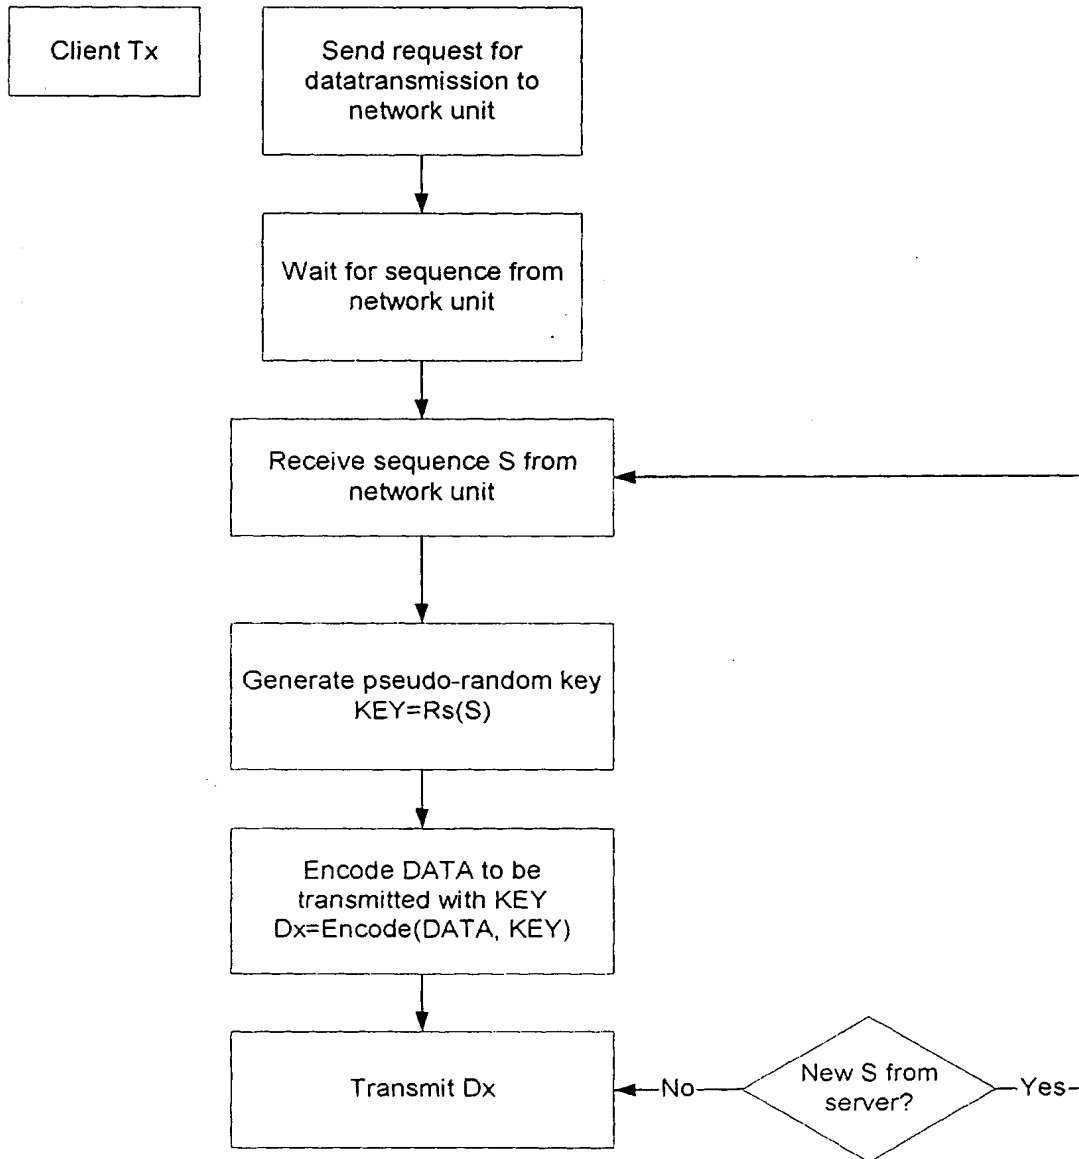 Client Tx
Send request for
datatransmission to
network unit
Wait for sequence from
network unit
Receive sequence S from
network unit
Generate pseudo-random key
KEY=Rs(S)
Encode DATA to be
transmitted with KEY
Dx=Encode(DATA, KEY)
Transmit Dx
No
New S from
server?
Yes